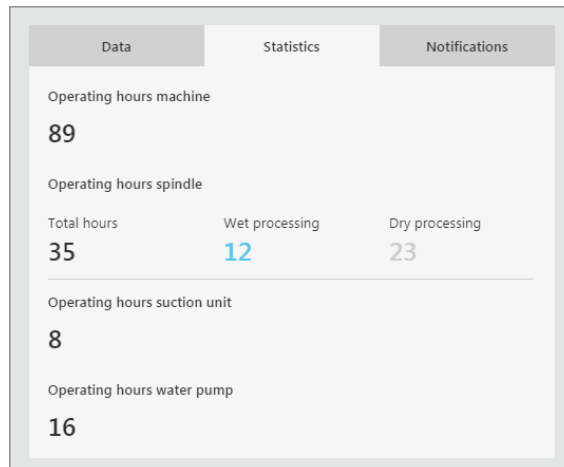 Data Statistics Notifications
Operating hours machine
89
Operating hours spindle
Total hours Wet processing Dry processing
35 12 23
Operating hours suction unit
8
Operating hours water pump
16